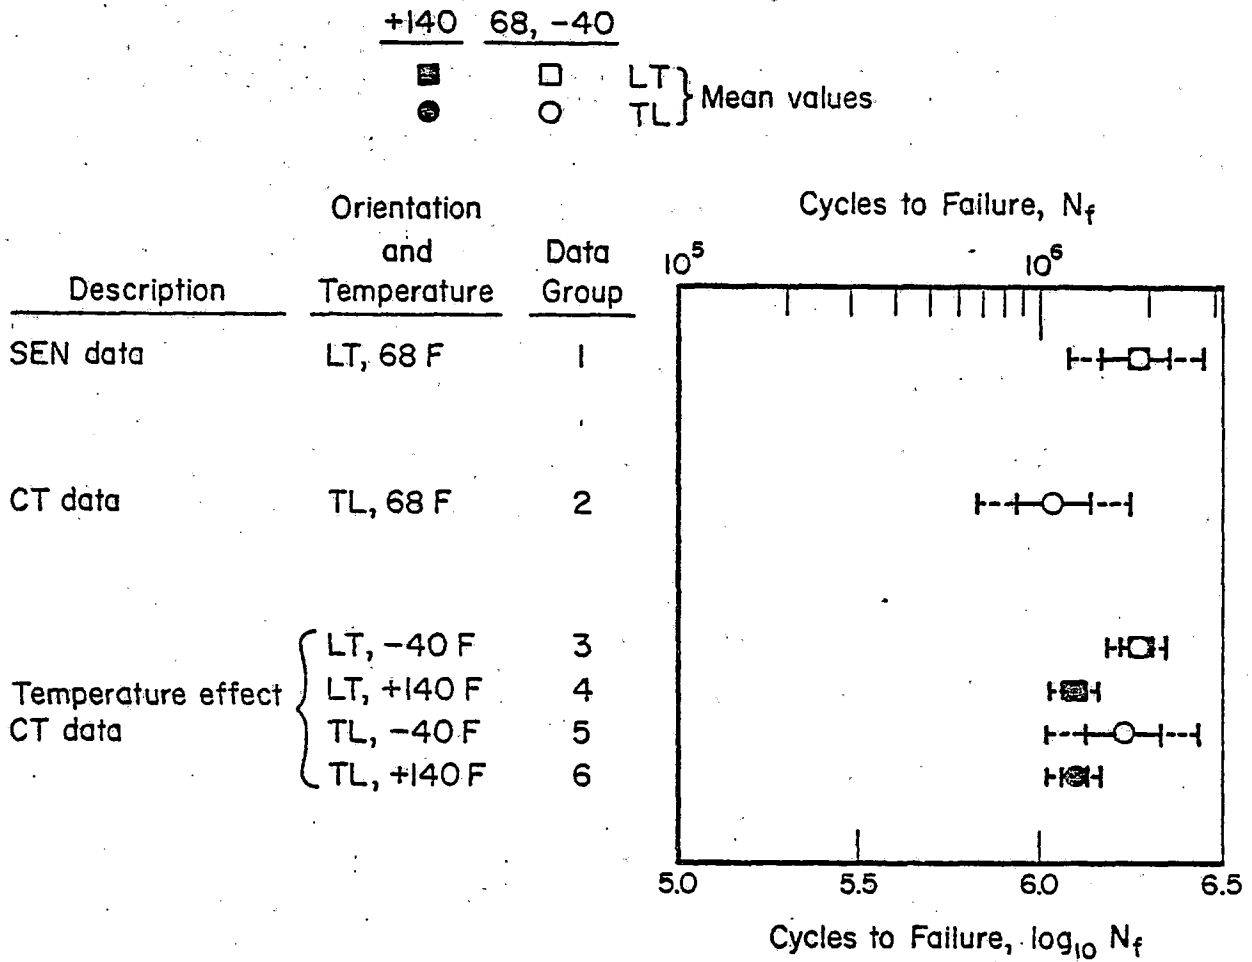 +140 68, -40
LT
TL
Mean values
Orientation
and
Temperature
Data
Group
Description
Cycles to Failure, Nf
10^5 10^6
SEN data LT, 68 F 1
CT data TL, 68 F 2
LT, -40 F 3
LT, +140 F 4
Temperature effect
CT data
TL, -40 F 5
TL, +140 F 6
5.0 5.5 6.0 6.5
Cycles to Failure, log10 Nf